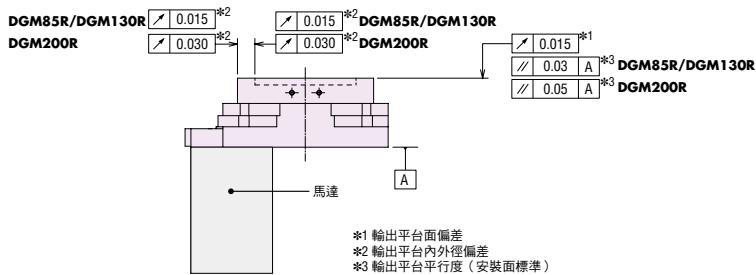 DGM85R/DGM130R ↗ 0.015 *2
DGM200R ↗ 0.030 *2
↗ 0.015 *2 DGM85R/DGM130R
↗ 0.030 *2 DGM200R
↗ 0.015 *1
// 0.03 A *3 DGM85R/DGM130R
// 0.05 A *3 DGM200R
A
馬達
*1 輸出平台面偏差
*2 輸出平台內外徑偏差
*3 輸出平台平行度（安裝面標準）